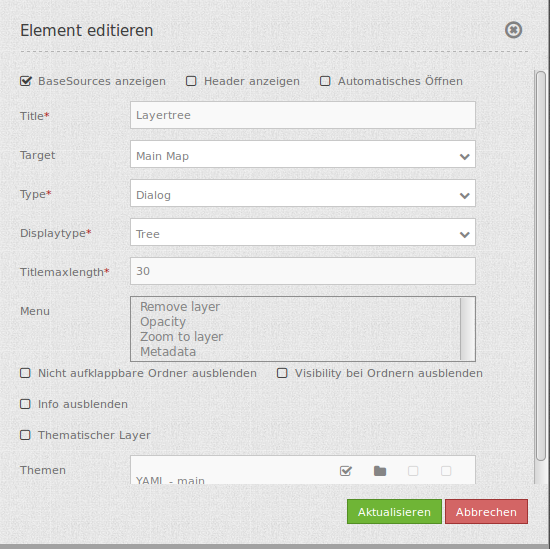 Element editieren
BaseSources anzeigen Header anzeigen Automatisches Öffnen
Title* Layertree
Target Main Map
Type* Dialog
Displaytype* Tree
Titlemaxlength* 30
Menu Remove layer
Opacity
Zoom to layer
Metadata
Nicht aufklappbare Ordner ausblenden Visibility bei Ordnern ausblenden
Info ausblenden
Thematischer Layer
Themen
YAML - main
Aktualisieren Abbrechen